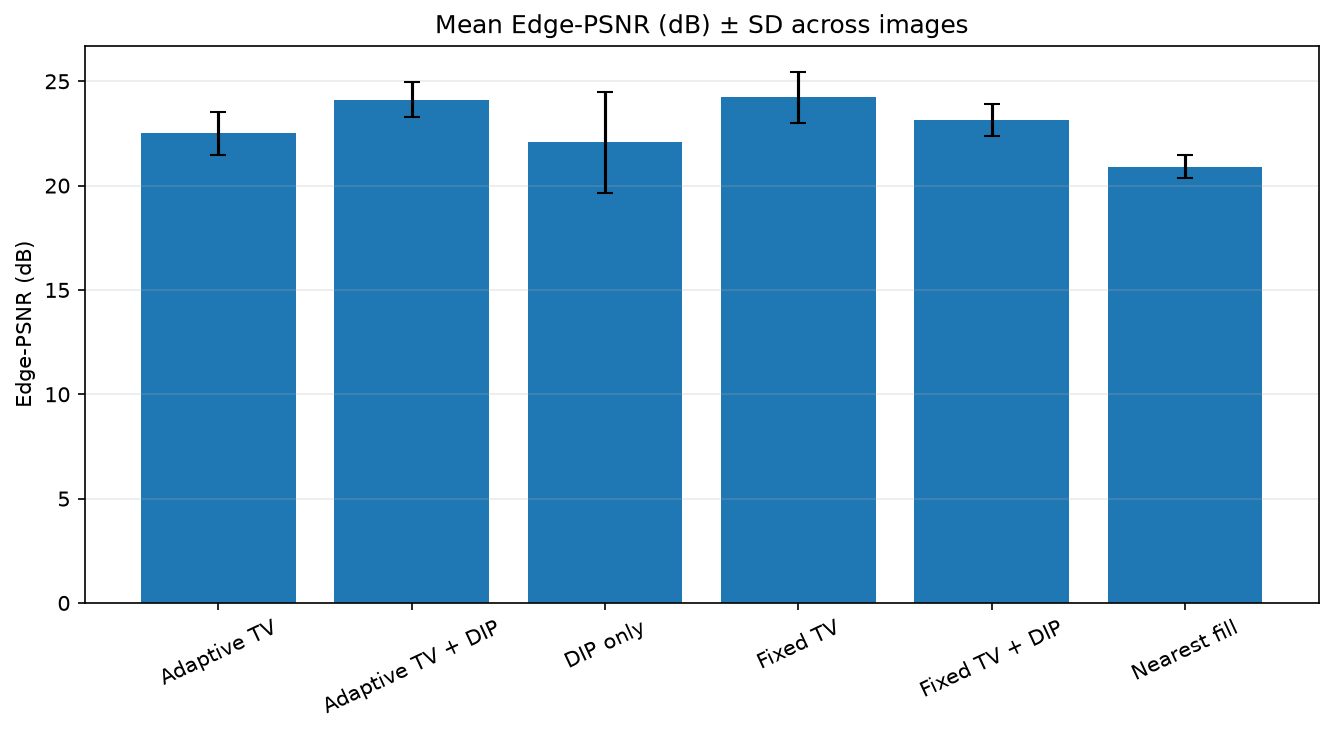 Mean Edge-PSNR (dB) ± SD across images
Edge-PSNR (dB)
25
20
15
10
5
0
Adaptive TV
Adaptive TV + DIP
DIP only
Fixed TV
Fixed TV + DIP
Nearest fill